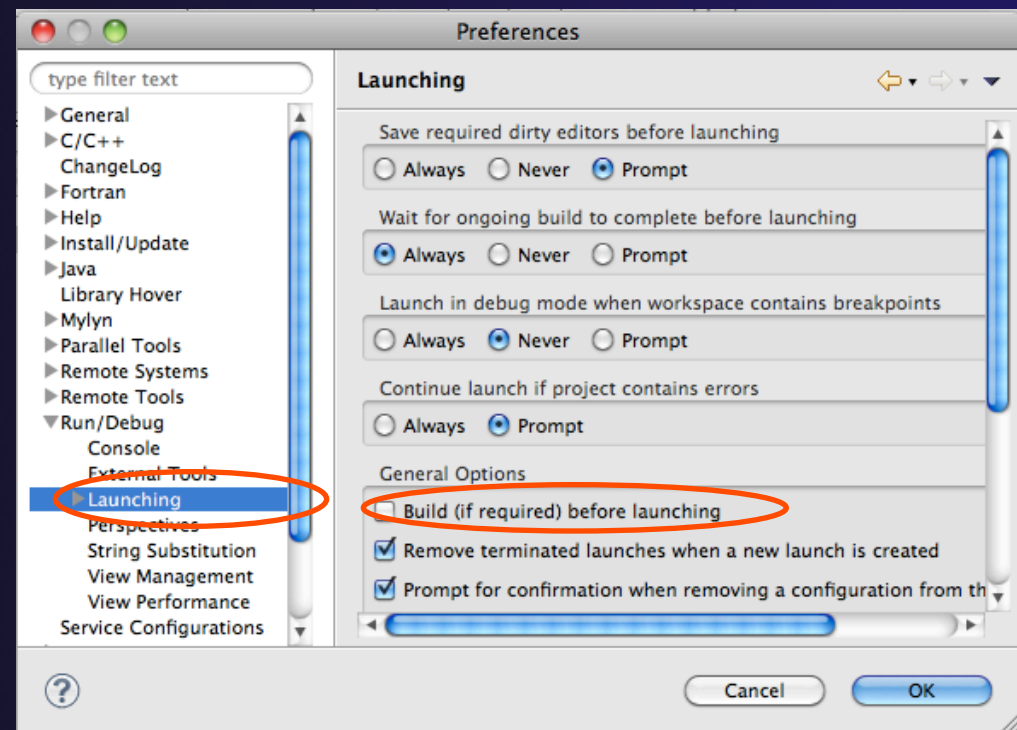 Preferences
type filter text
General
C/C++
ChangeLog
Fortran
Help
Install/Update
Java
Library Hover
Mylyn
Parallel Tools
Remote Systems
Remote Tools
Run/Debug
Console
External Tools
Launching
Perspectives
String Substitution
View Management
View Performance
Service Configurations
Launching
Save required dirty editors before launching
Always Never Prompt
Wait for ongoing build to complete before launching
Always Never Prompt
Launch in debug mode when workspace contains breakpoints
Always Never Prompt
Continue launch if project contains errors
Always Prompt
General Options
Build (if required) before launching
Remove terminated launches when a new launch is created
Prompt for confirmation when removing a configuration from th
?
Cancel OK